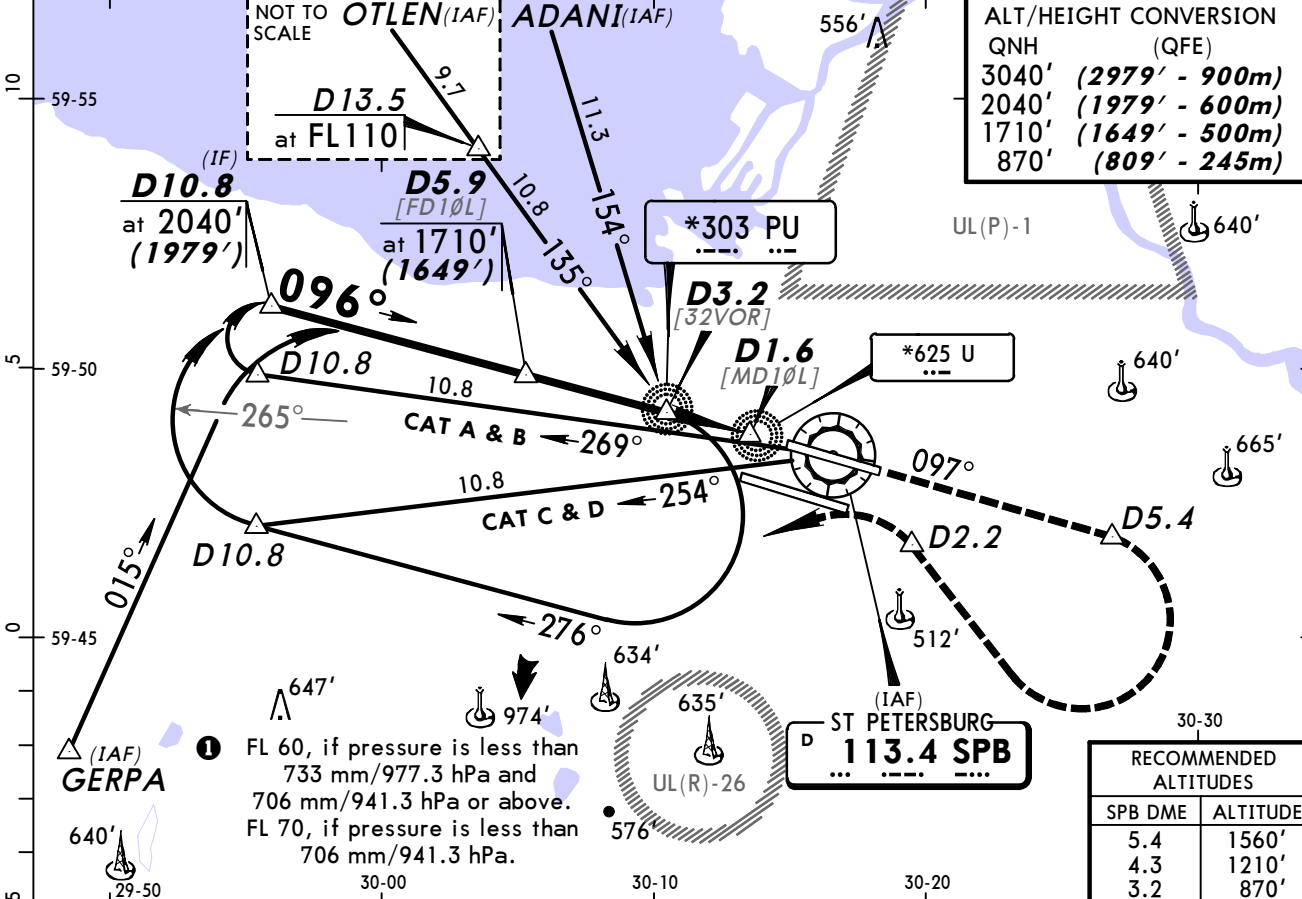 NOT TO
SCALE
OTLEN(IAF)
ADANI(IAF)
556'
ALT/HEIGHT CONVERSION
QNH (QFE)
3040' (2979' - 900m)
2040' (1979' - 600m)
1710' (1649' - 500m)
870' (809' - 245m)
10
59-55
9.7
D13.5
at FL110
11.3
154°
10.8
135°
(IF)
D10.8
at 2040'
(1979')
D5.9
[FD10L]
at 1710'
(1649')
*303 PU
UL(P)-1
640'
096°
D3.2
[32VOR]
D1.6
[MD10L]
*625 U
640'
5
59-50
D10.8
10.8
265°
CAT A & B
269°
665'
10.8
254°
CAT C & D
097°
D5.4
D2.2
D10.8
015°
276°
512'
0
59-45
634'
647'
974'
635'
UL(R)-26
576'
(IAF)
ST PETERSBURG
D 113.4 SPB
30-30
(IAF)
GERPA
1 FL 60, if pressure is less than
733 mm/977.3 hPa and
706 mm/941.3 hPa or above.
FL 70, if pressure is less than
706 mm/941.3 hPa.
640'
RECOMMENDED
ALTITUDES
SPB DME ALTITUDE
5.4 1560'
4.3 1210'
3.2 870'
5
29-50
30-00
30-10
30-20